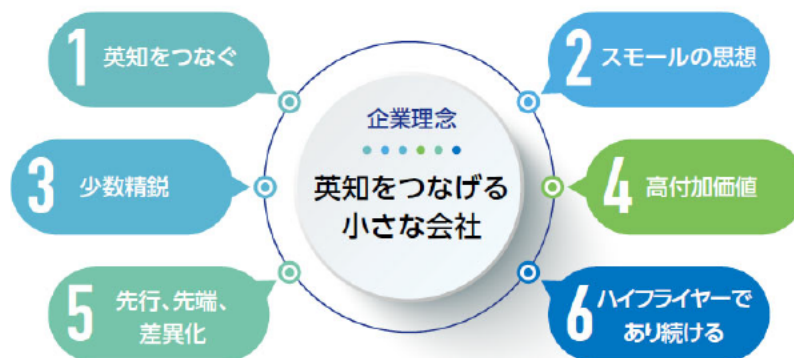 1 英知をつなぐ
2 スモールの思想
企業理念
英知をつなげる
小さな会社
3 少数精鋭
4 高付加価値
5 先行、先端、
差異化
6 ハイフライヤーで
あり続ける